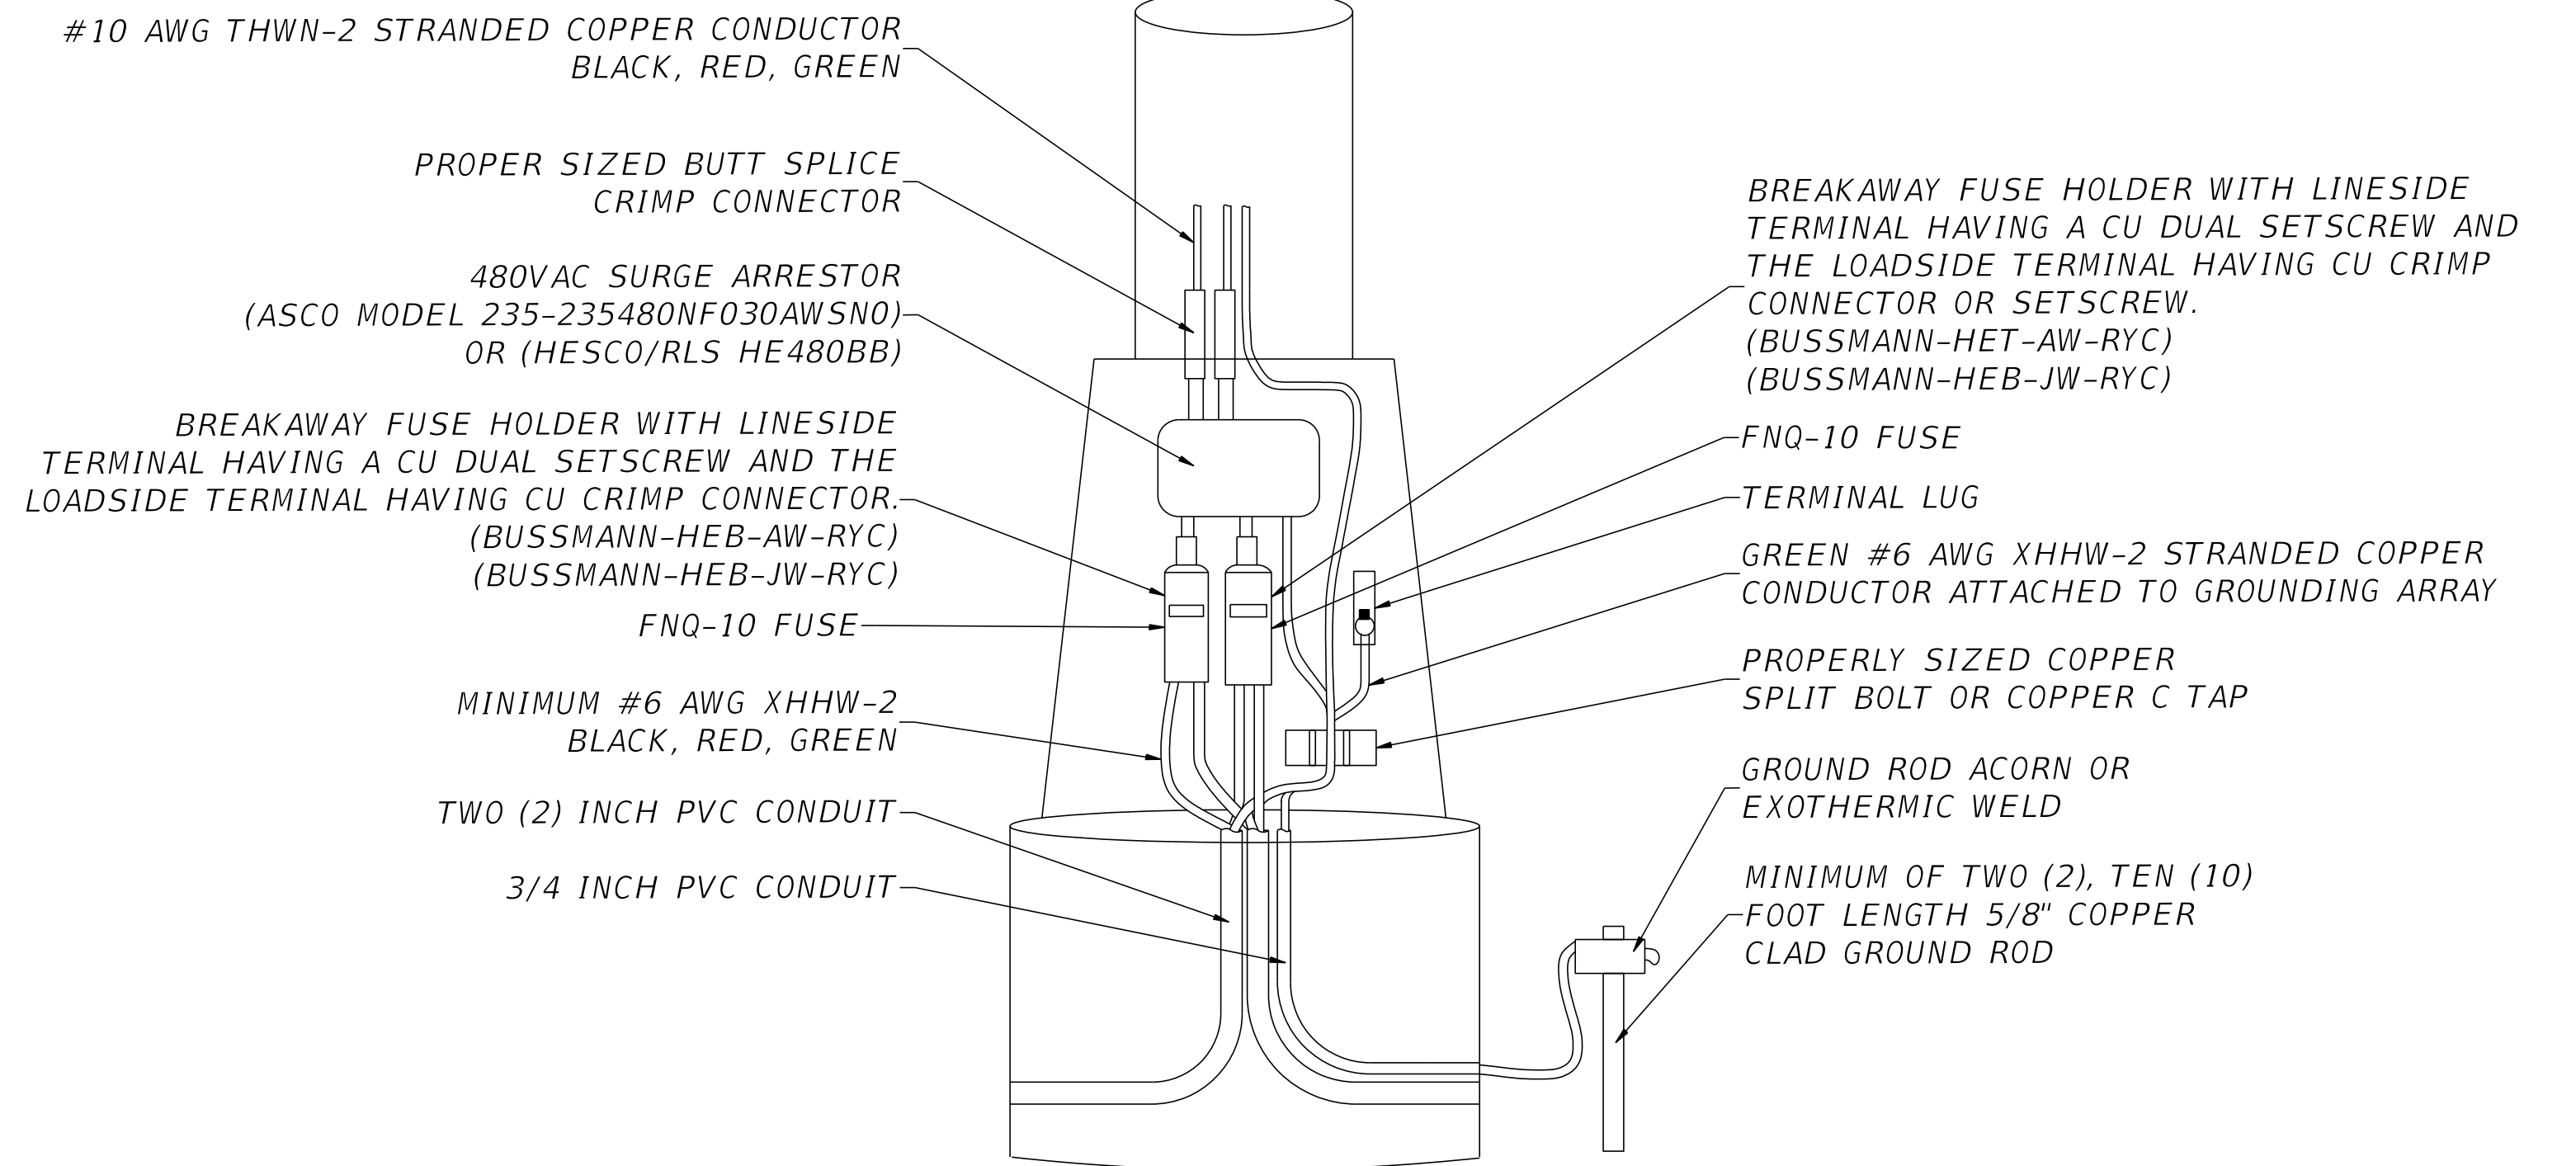 #10 AWG THWN-2 STRANDED COPPER CONDUCTOR
BLACK, RED, GREEN
PROPER SIZED BUTT SPLICE
CRIMP CONNECTOR
480VAC SURGE ARRESTOR
(ASCO MODEL 235-235480NF030AWSN0)
OR (HESCO/RLS HE480BB)
BREAKAWAY FUSE HOLDER WITH LINESIDE
TERMINAL HAVING A CU DUAL SETSCREW AND THE
LOADSIDE TERMINAL HAVING CU CRIMP CONNECTOR.
(BUSSMANN-HEB-AW-RYC)
(BUSSMANN-HEB-JW-RYC)
FNQ-10 FUSE
MINIMUM #6 AWG XHHW-2
BLACK, RED, GREEN
TWO (2) INCH PVC CONDUIT
3/4 INCH PVC CONDUIT
BREAKAWAY FUSE HOLDER WITH LINESIDE
TERMINAL HAVING A CU DUAL SETSCREW AND
THE LOADSIDE TERMINAL HAVING CU CRIMP
CONNECTOR OR SETSCREW.
(BUSSMANN-HET-AW-RYC)
(BUSSMANN-HEB-JW-RYC)
FNQ-10 FUSE
TERMINAL LUG
GREEN #6 AWG XHHW-2 STRANDED COPPER
CONDUCTOR ATTACHED TO GROUNDING ARRAY
PROPERLY SIZED COPPER
SPLIT BOLT OR COPPER C TAP
GROUND ROD ACORN OR
EXOTHERMIC WELD
MINIMUM OF TWO (2), TEN (10)
FOOT LENGTH 5/8" COPPER
CLAD GROUND ROD